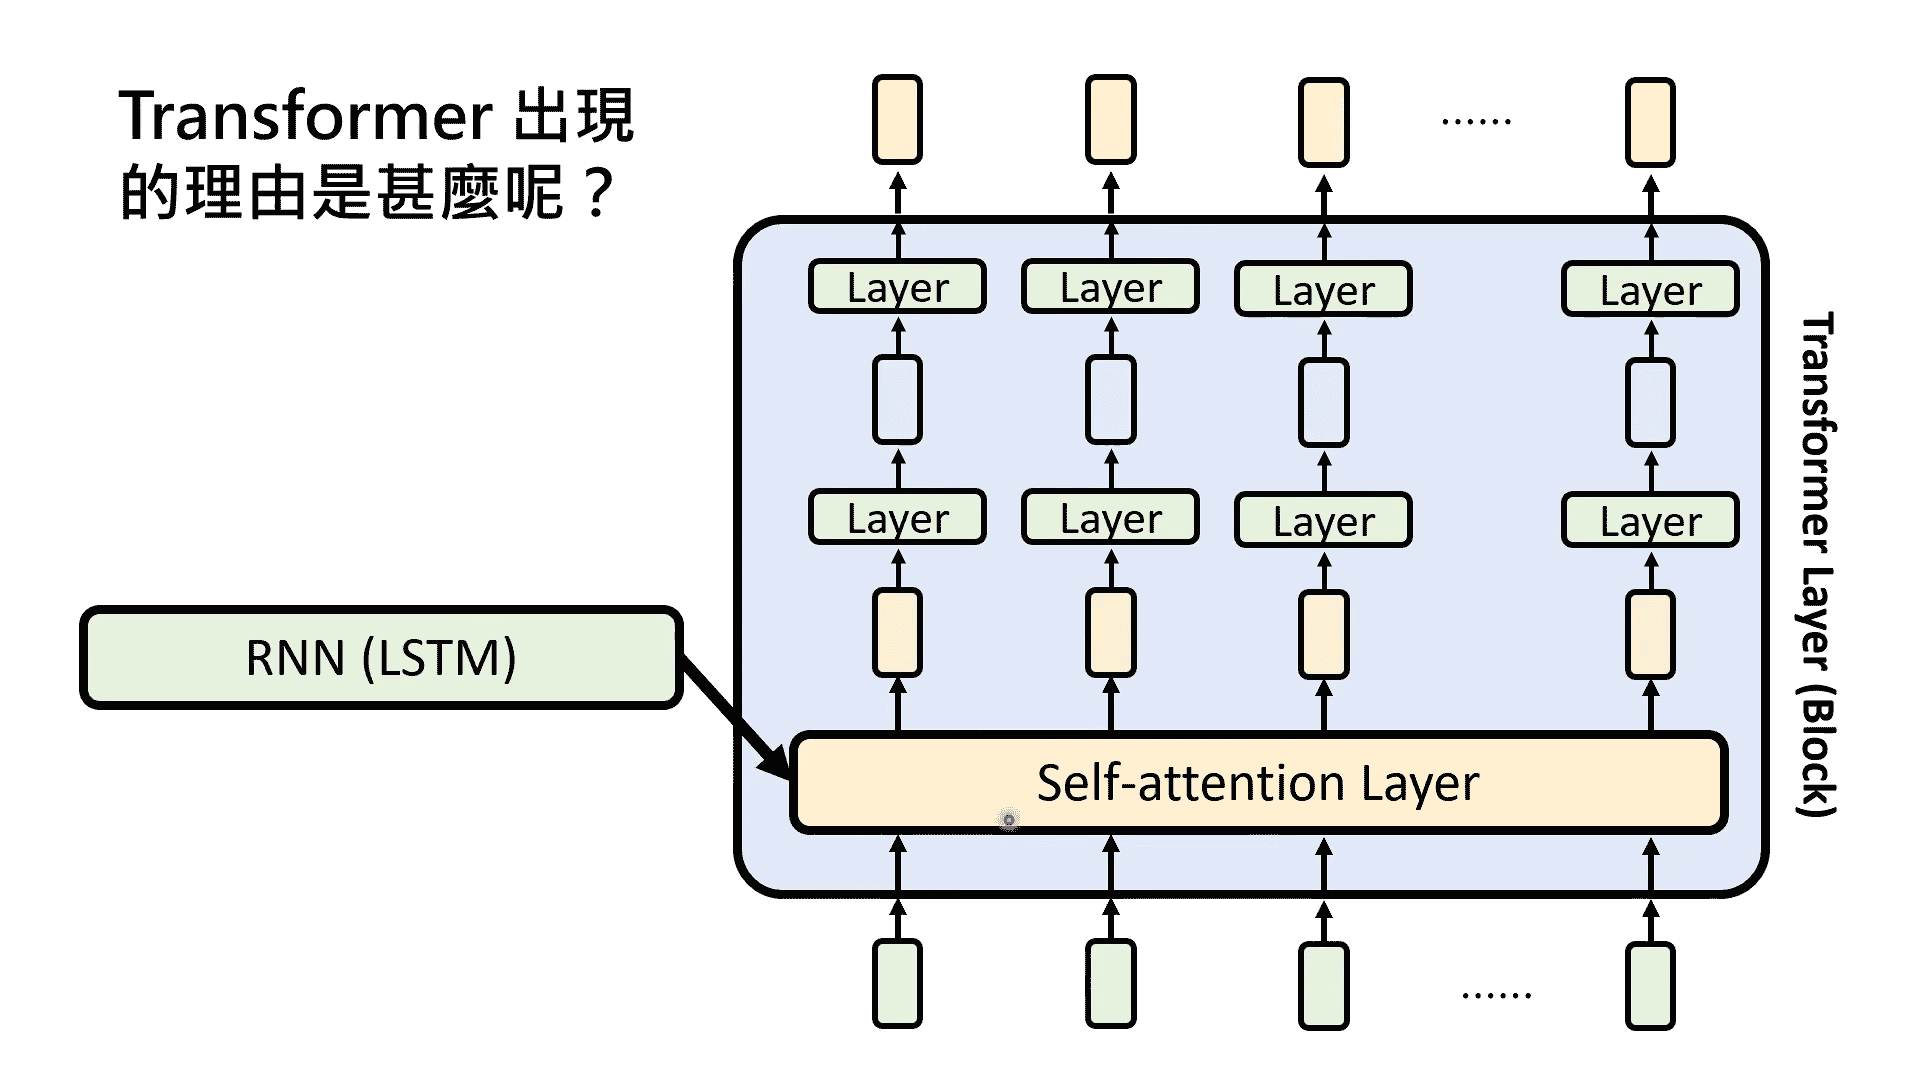 Transformer 出現
的理由是甚麼呢？
......
Layer Layer Layer Layer
Layer Layer Layer Layer
Transformer Layer (Block)
RNN (LSTM)
Self-attention Layer
......